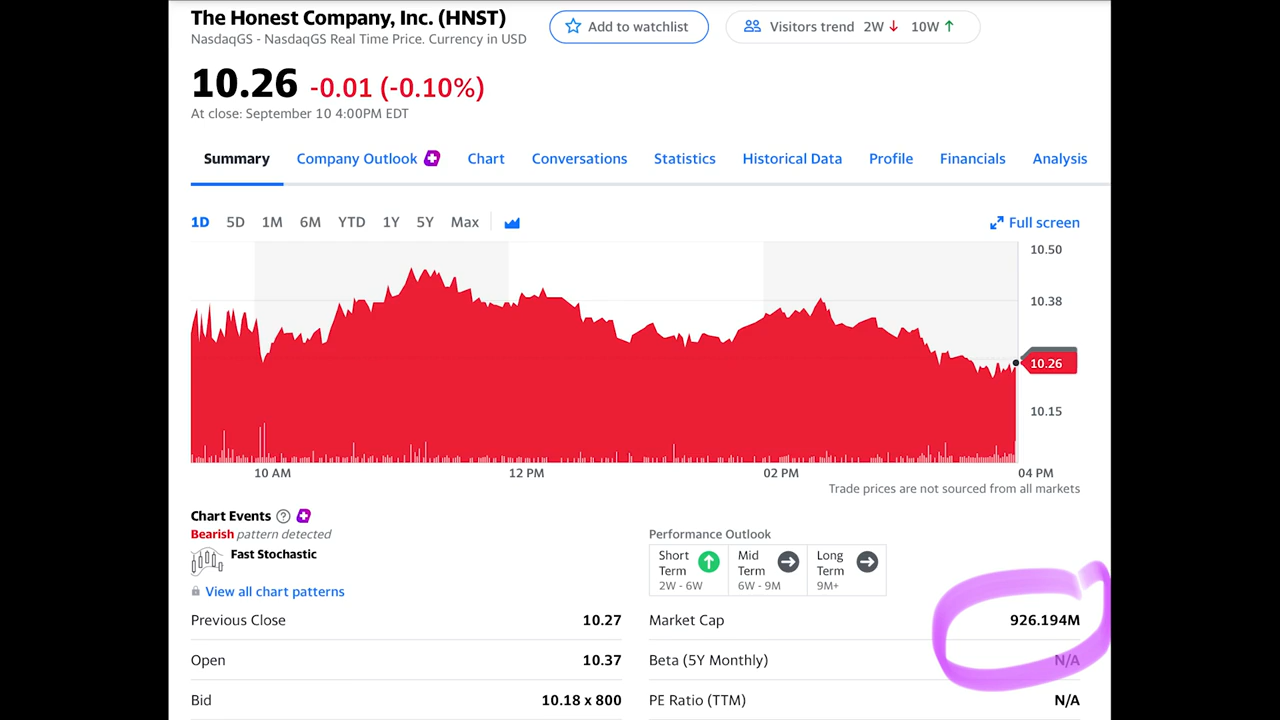 The Honest Company, Inc. (HNST)
NasdaqGS - NasdaqGS Real Time Price. Currency in USD
Add to watchlist
Visitors trend 2W ↓ 10W ↑
10.26 -0.01 (-0.10%)
At close: September 10 4:00PM EDT
Summary Company Outlook Chart Conversations Statistics Historical Data Profile Financials Analysis
1D 5D 1M 6M YTD 1Y 5Y Max
Full screen
10.50
10.38
10.26
10.15
10 AM 12 PM 02 PM 04 PM
Trade prices are not sourced from all markets
Chart Events ?
Bearish pattern detected
Fast Stochastic
View all chart patterns
Performance Outlook
Short Term 2W - 6W
Mid Term 6W - 9M
Long Term 9M+
Previous Close 10.27
Open 10.37
Bid 10.18 x 800
Market Cap 926.194M
Beta (5Y Monthly) N/A
PE Ratio (TTM) N/A